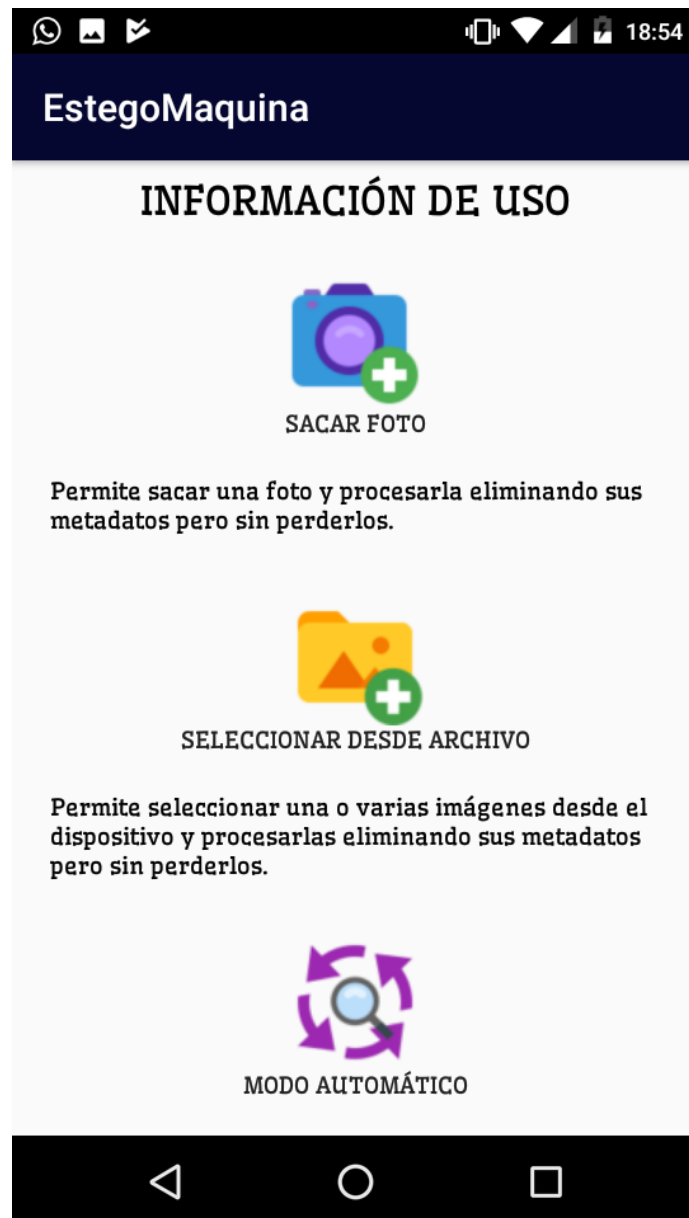 18:54
EstegoMaquina
INFORMACIÓN DE USO
SACAR FOTO
Permite sacar una foto y procesarla eliminando sus
metadatos pero sin perderlos.
SELECCIONAR DESDE ARCHIVO
Permite seleccionar una o varias imágenes desde el
dispositivo y procesarlas eliminando sus metadatos
pero sin perderlos.
MODO AUTOMÁTICO